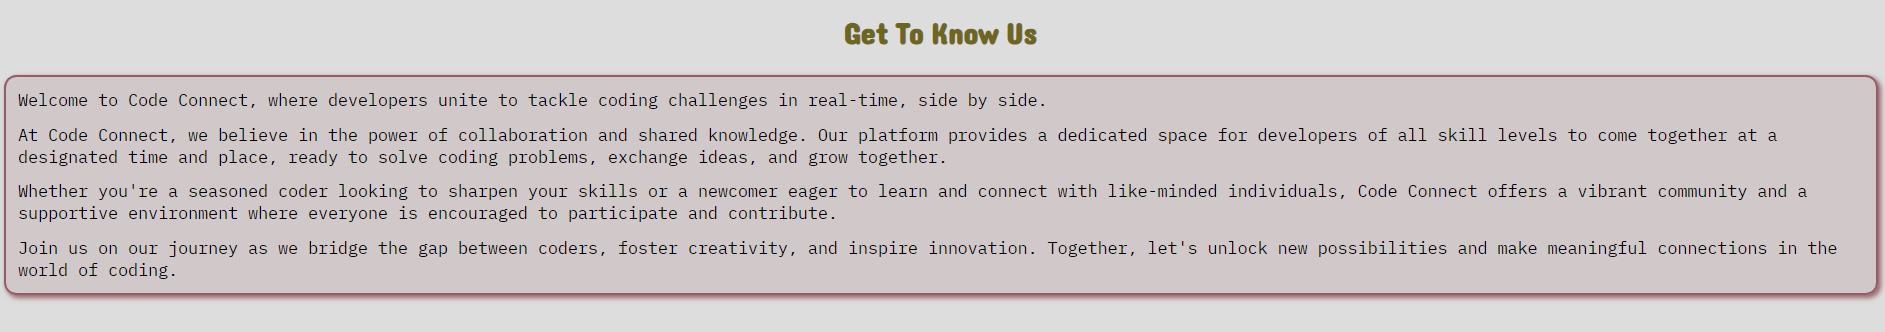 Get To Know Us
Welcome to Code Connect, where developers unite to tackle coding challenges in real-time, side by side.
At Code Connect, we believe in the power of collaboration and shared knowledge. Our platform provides a dedicated space for developers of all skill levels to come together at a
designated time and place, ready to solve coding problems, exchange ideas, and grow together.
Whether you're a seasoned coder looking to sharpen your skills or a newcomer eager to learn and connect with like-minded individuals, Code Connect offers a vibrant community and a
supportive environment where everyone is encouraged to participate and contribute.
Join us on our journey as we bridge the gap between coders, foster creativity, and inspire innovation. Together, let's unlock new possibilities and make meaningful connections in the
world of coding.